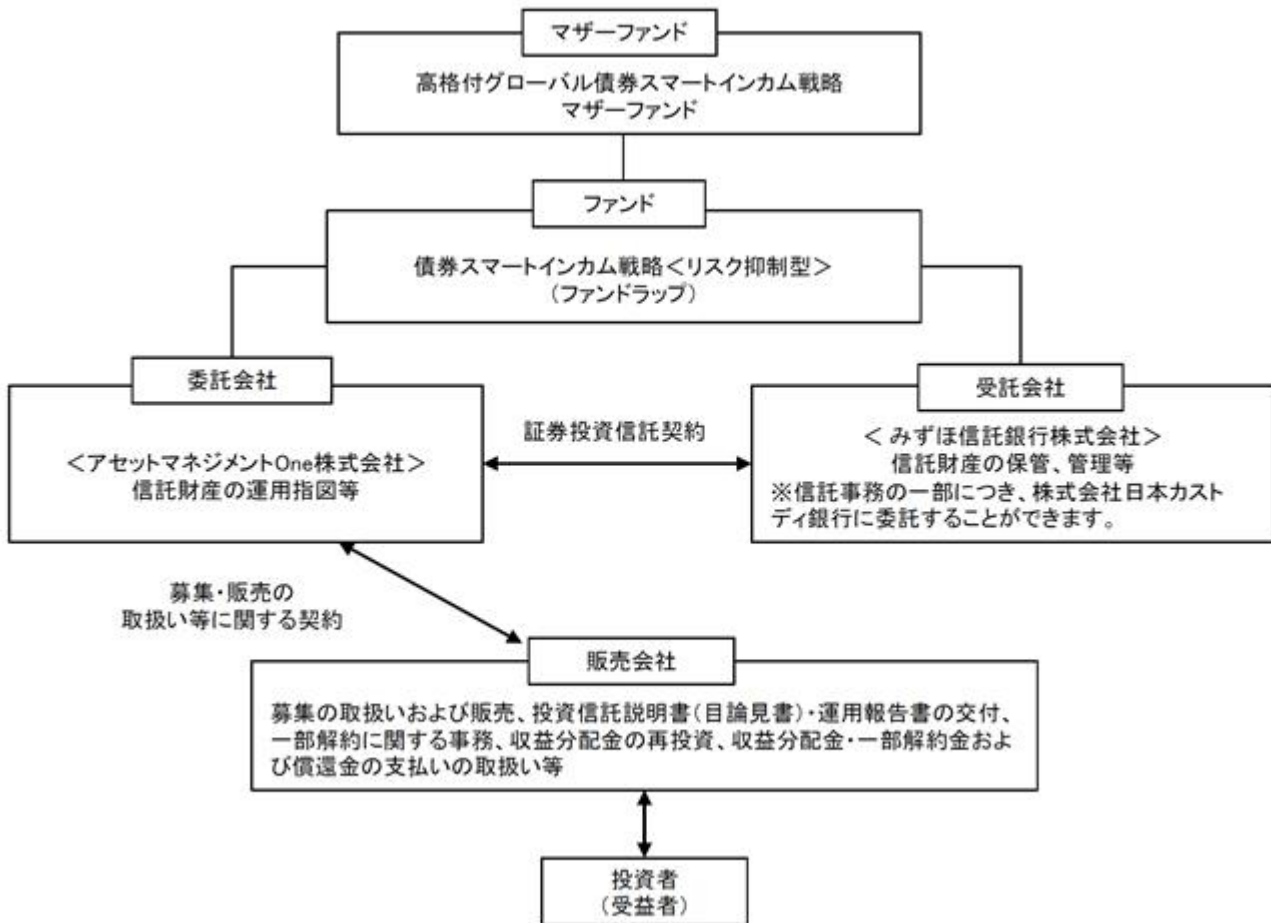 マザーファンド
高格付グローバル債券スマートインカム戦略
マザーファンド
ファンド
債券スマートインカム戦略＜リスク抑制型＞
(ファンドラップ)
委託会社
＜アセットマネジメントOne株式会社＞
信託財産の運用指図等
証券投資信託契約
受託会社
＜みずほ信託銀行株式会社＞
信託財産の保管、管理等
※信託事務の一部につき、株式会社日本カスト
ディ銀行に委託することができます。
募集・販売の
取扱い等に関する契約
販売会社
募集の取扱いおよび販売、投資信託説明書(目論見書)・運用報告書の交付、
一部解約に関する事務、収益分配金の再投資、収益分配金・一部解約金およ
び償還金の支払いの取扱い等
投資者
(受益者)